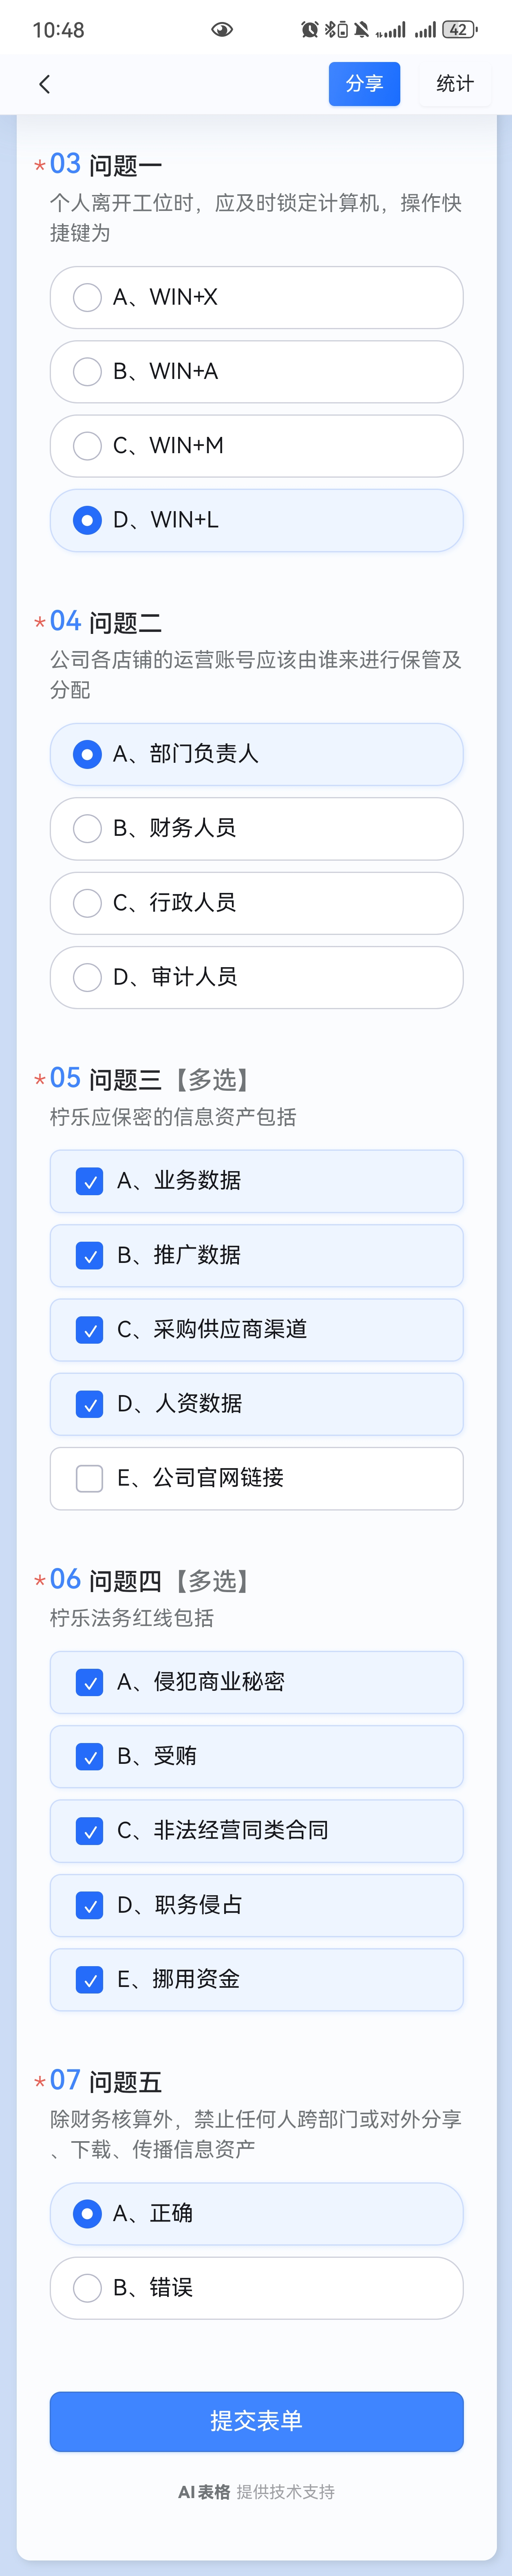 10:48
42
分享
统计
*03 问题一
个人离开工位时，应及时锁定计算机，操作快
捷键为
A、WIN+X
B、WIN+A
C、WIN+M
D、WIN+L
*04 问题二
公司各店铺的运营账号应该由谁来进行保管及
分配
A、部门负责人
B、财务人员
C、行政人员
D、审计人员
*05 问题三【多选】
柠乐应保密的信息资产包括
A、业务数据
B、推广数据
C、采购供应商渠道
D、人资数据
E、公司官网链接
*06 问题四【多选】
柠乐法务红线包括
A、侵犯商业秘密
B、受贿
C、非法经营同类合同
D、职务侵占
E、挪用资金
*07 问题五
除财务核算外，禁止任何人跨部门或对外分享
、下载、传播信息资产
A、正确
B、错误
提交表单
AI表格 提供技术支持